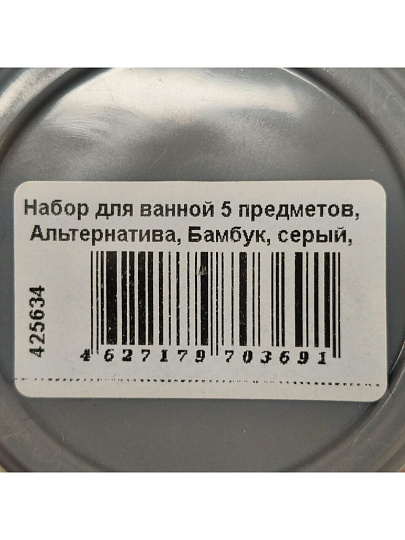 Набор для ванной 5 предметов,
Альтернатива, Бамбук, серый,
425634
4 627179 703691